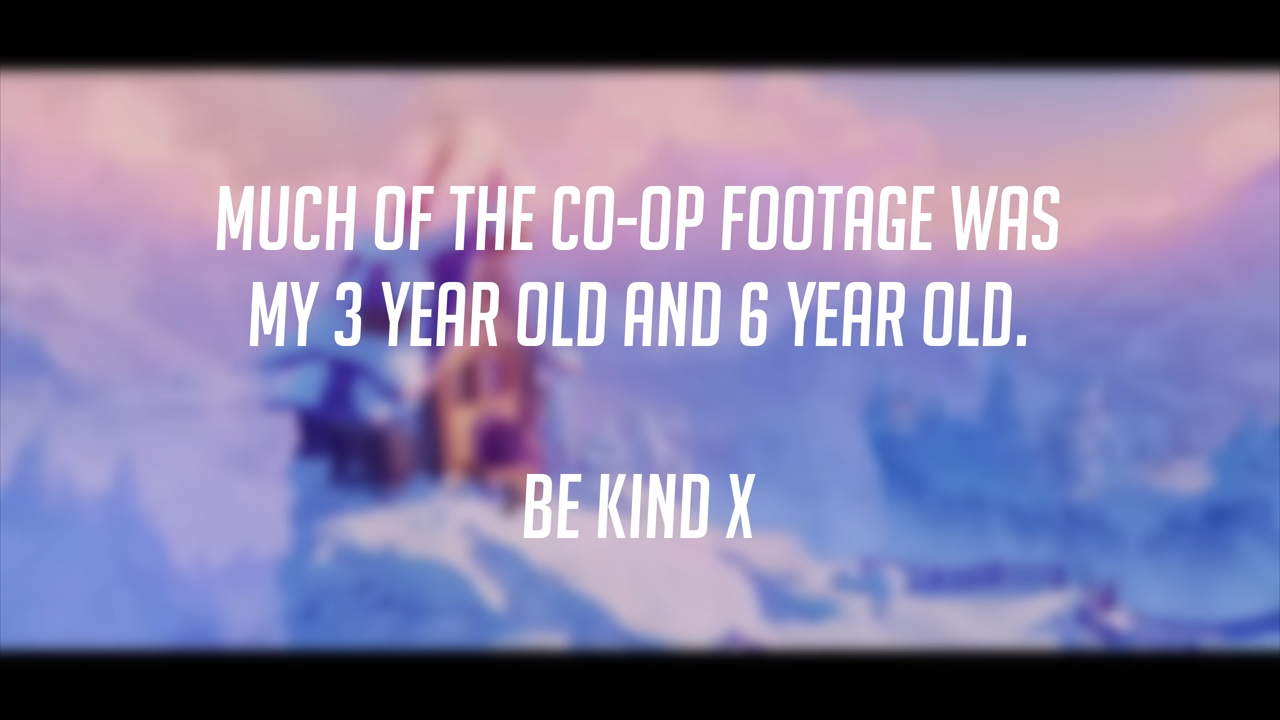 MUCH OF THE CO-OP FOOTAGE WAS
MY 3 YEAR OLD AND 6 YEAR OLD.
BE KIND X